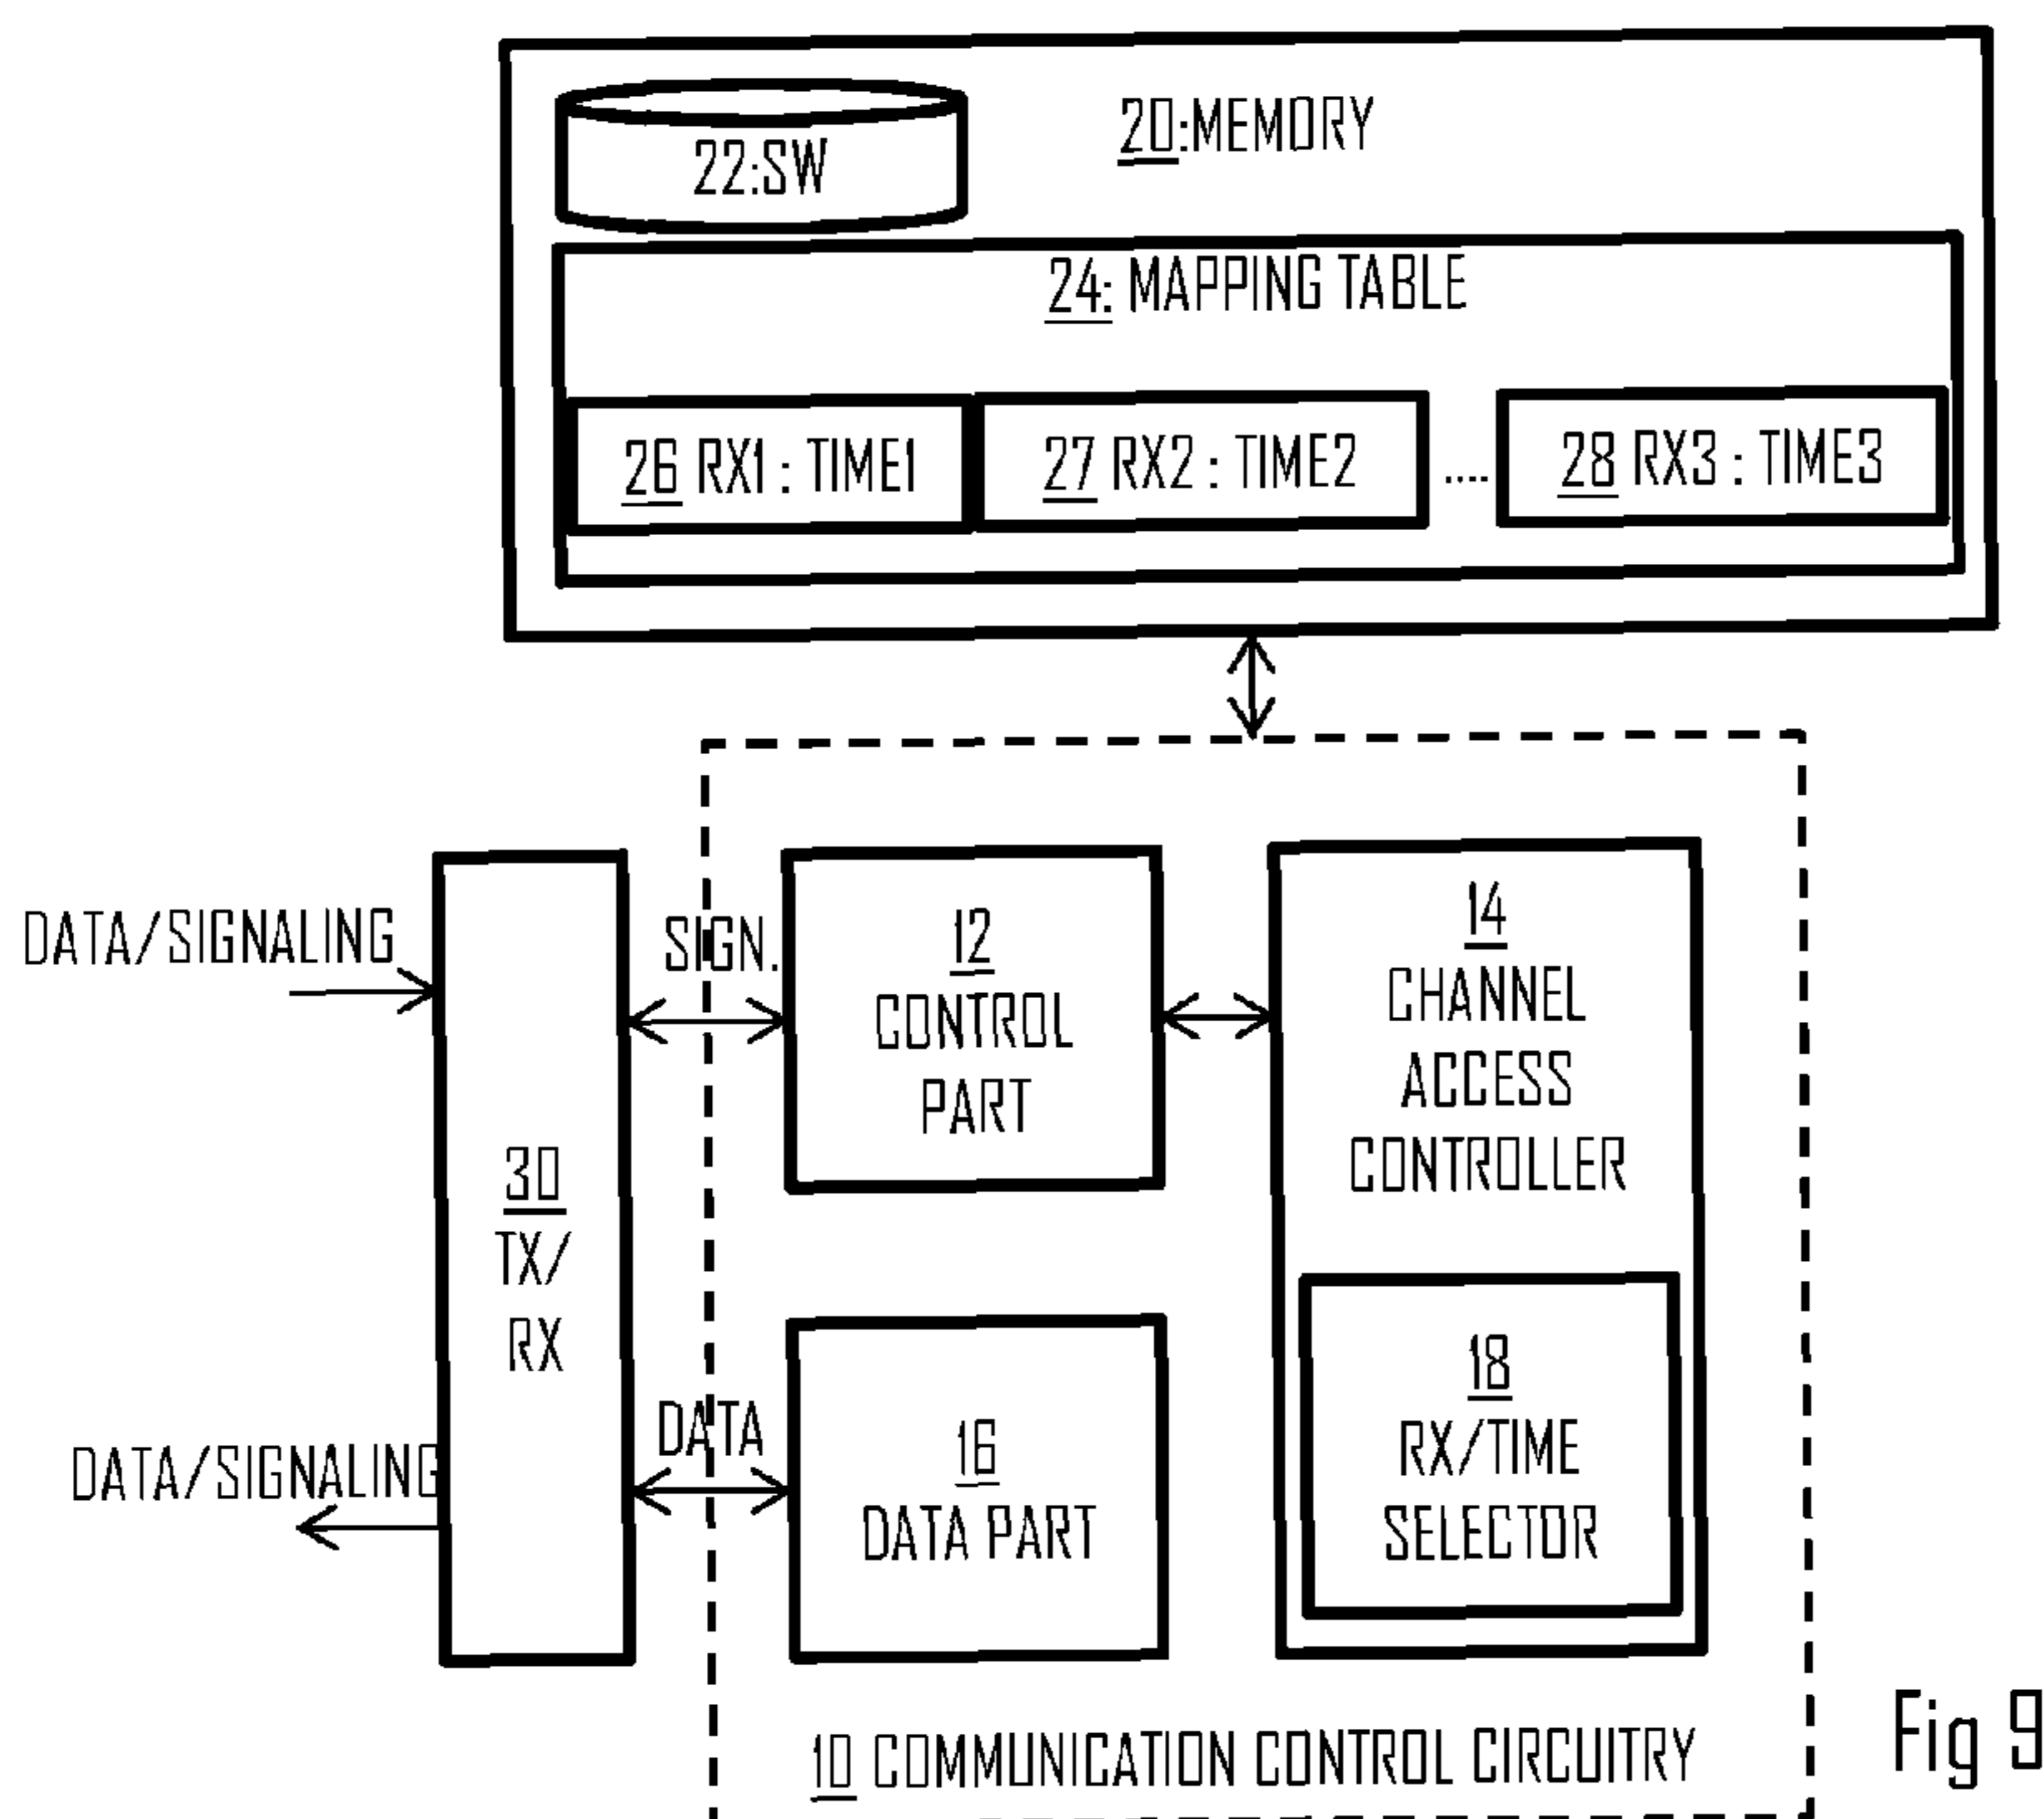 20:MEMORY
22:SW
24: MAPPING TABLE
26 RX1 : TIME1
27 RX2 : TIME2
....
28 RX3 : TIME3
DATA/SIGNALING
SIGN.
12
CONTROL
PART
14
CHANNEL
ACCESS
CONTROLLER
30
TX/
RX
18
RX/TIME
SELECTOR
DATA/SIGNALING
DATA
16
DATA PART
10 COMMUNICATION CONTROL CIRCUITRY
Fig 9